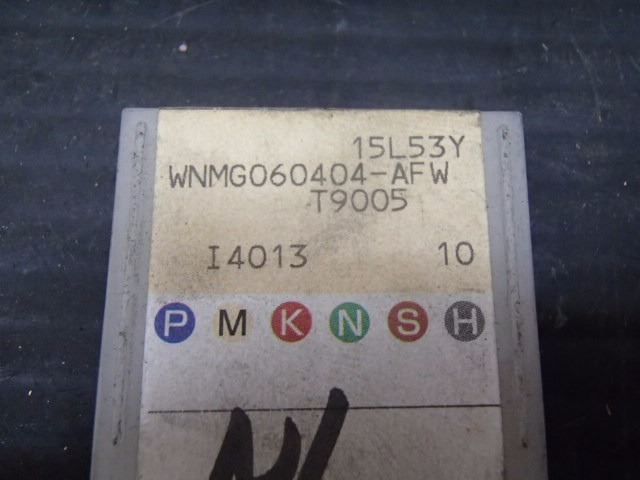 15L53Y
WNMG060404-AFW
T9005
I4013 10
P M K N S H